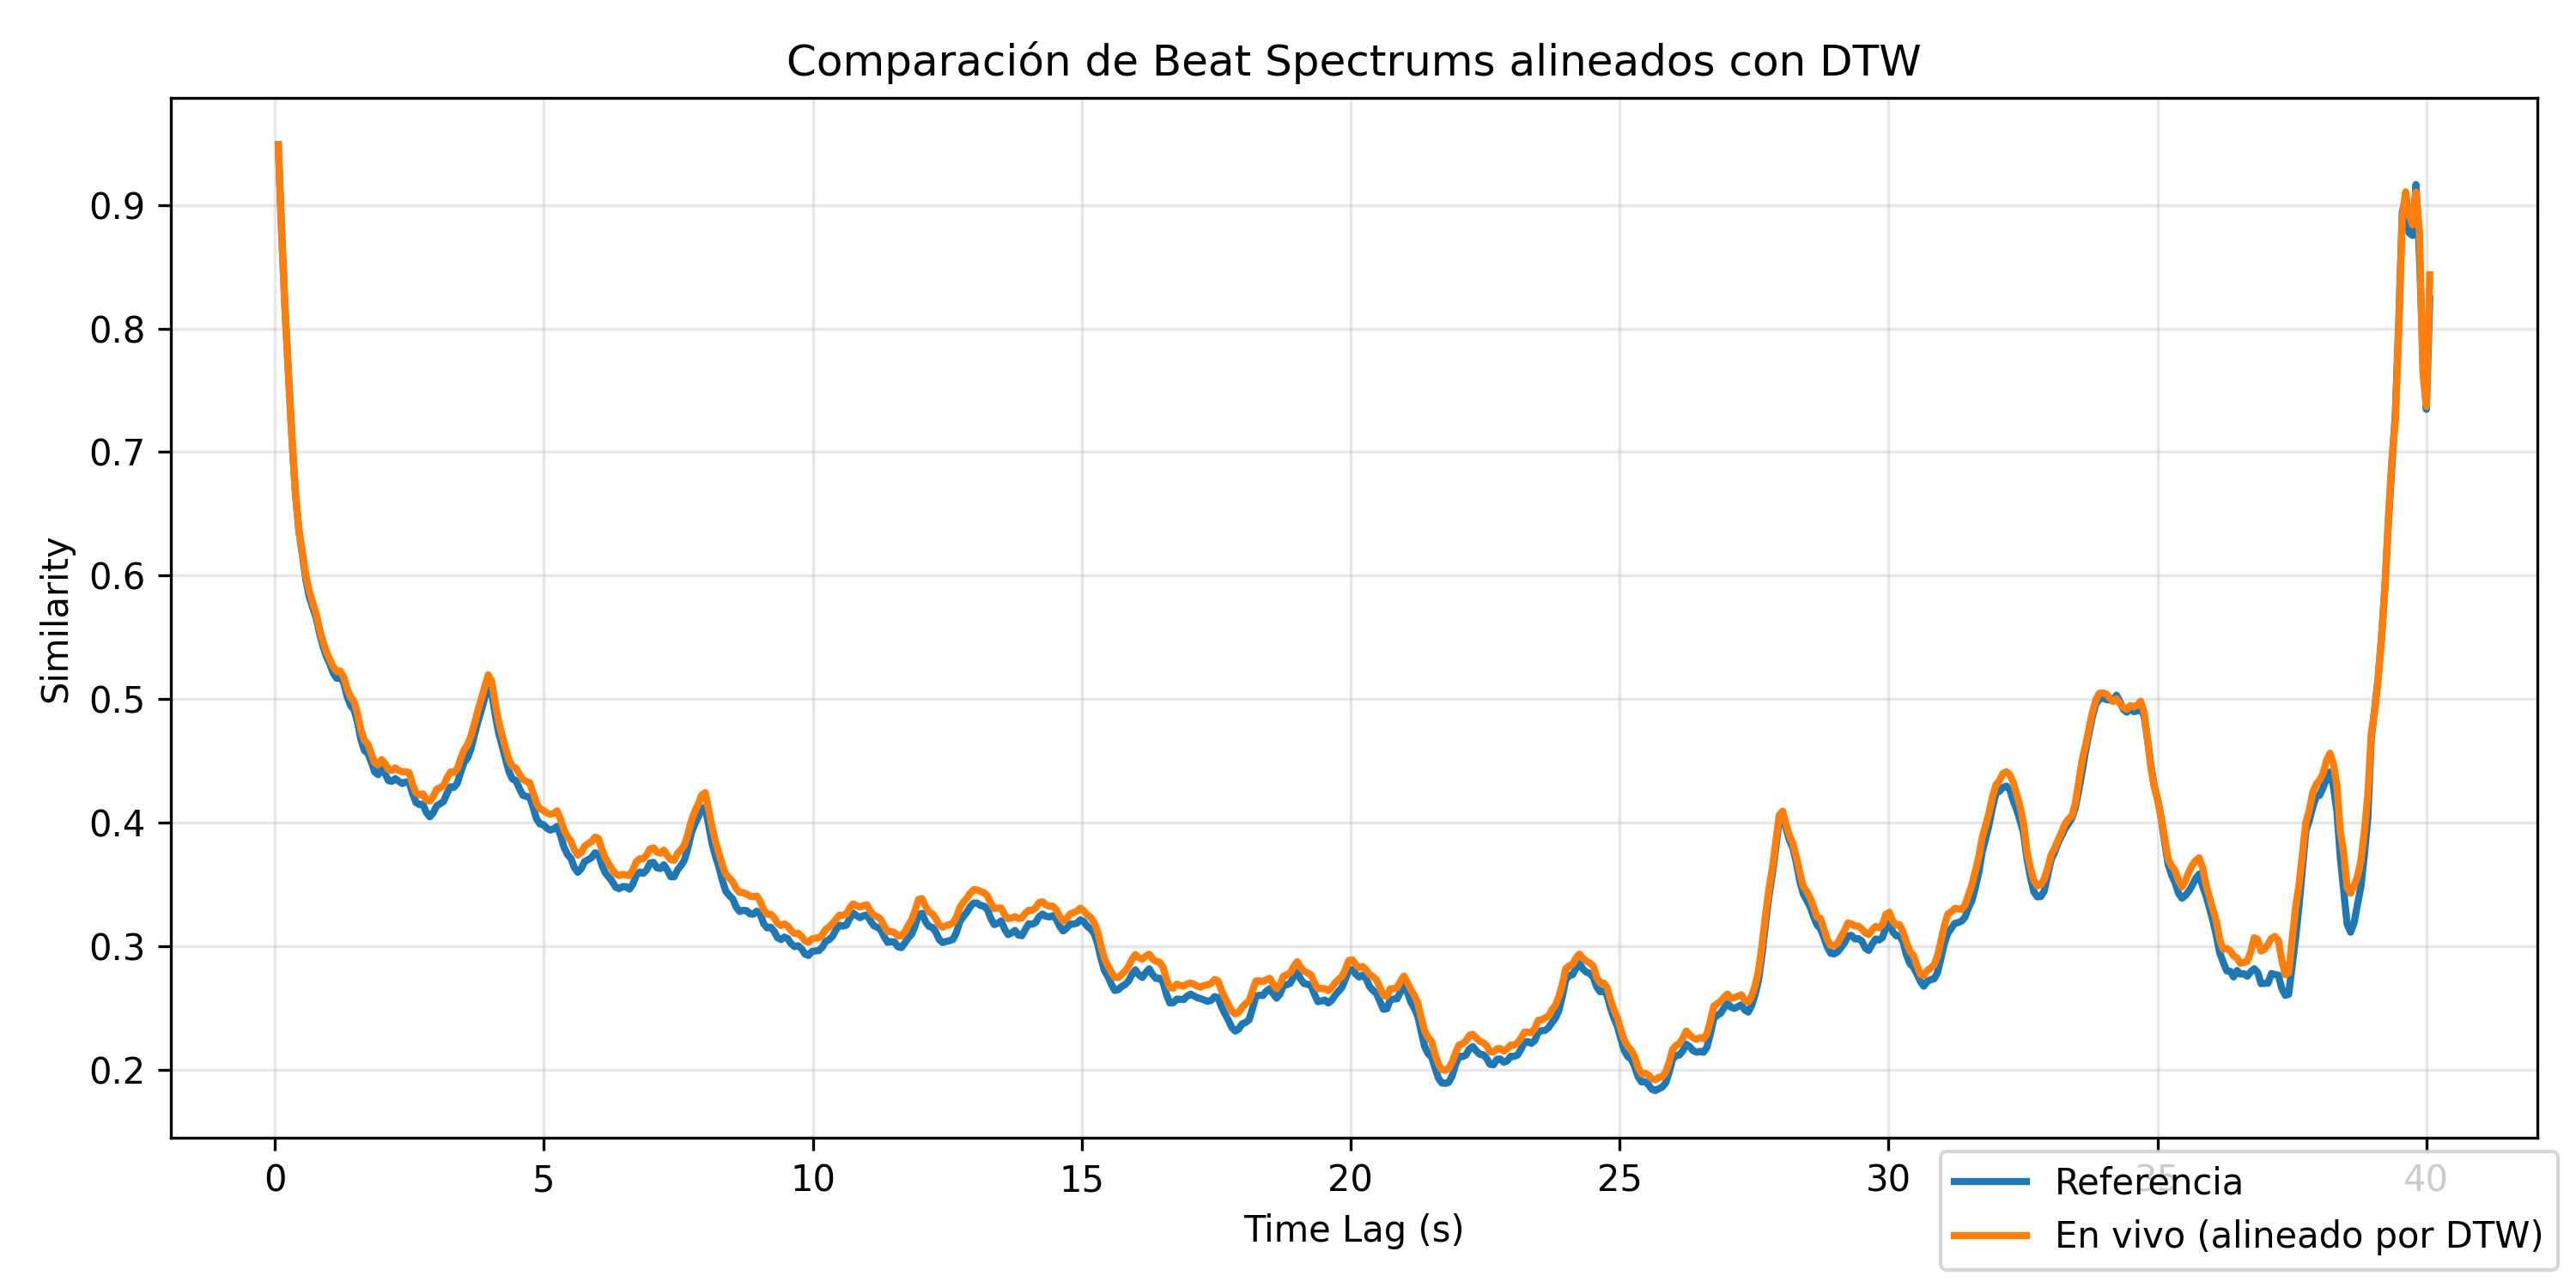 Comparación de Beat Spectrums alineados con DTW
Similarity
0.9
0.8
0.7
0.6
0.5
0.4
0.3
0.2
0 5 10 15 20 25 30 35 40
Time Lag (s)
Referencia
En vivo (alineado por DTW)